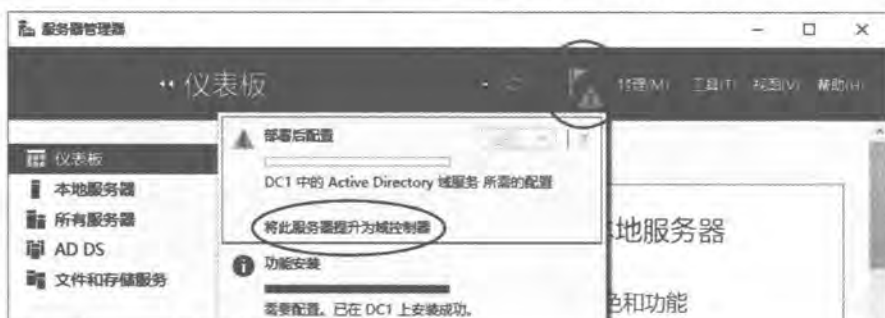 服务器管理器
仪表板
管理(M) 工具(T) 视图(V) 帮助(H)
部署后配置
仪表板
DC1 中的 Active Directory 域服务 所需的配置
本地服务器
所有服务器
将此服务器提升为域控制器
地服务器
AD DS
功能安装
文件和存储服务
需要配置。已在 DC1 上安装成功。
色和功能